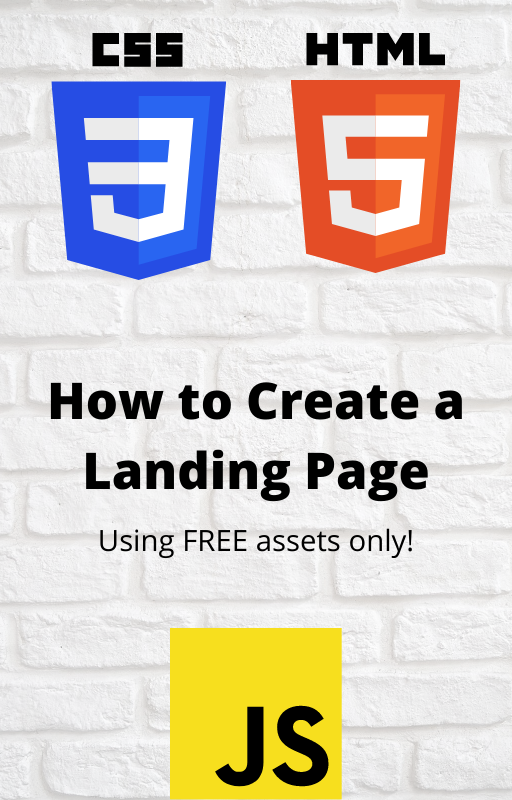 CSS HTML
3 5
How to Create a
Landing Page
Using FREE assets only!
JS